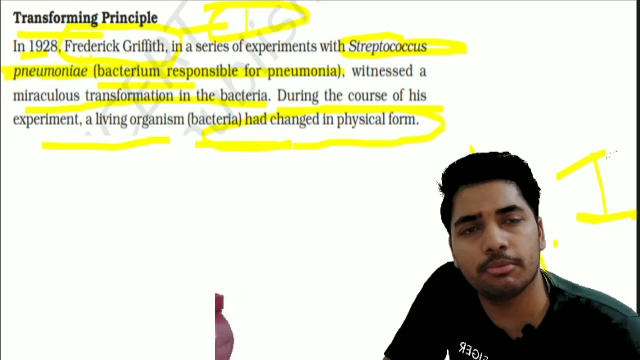 Transforming Principle
In 1928, Frederick Griffith, in a series of experiments with Streptococcus
pneumoniae (bacterium responsible for pneumonia), witnessed a
miraculous transformation in the bacteria. During the course of his
experiment, a living organism (bacteria) had changed in physical form.